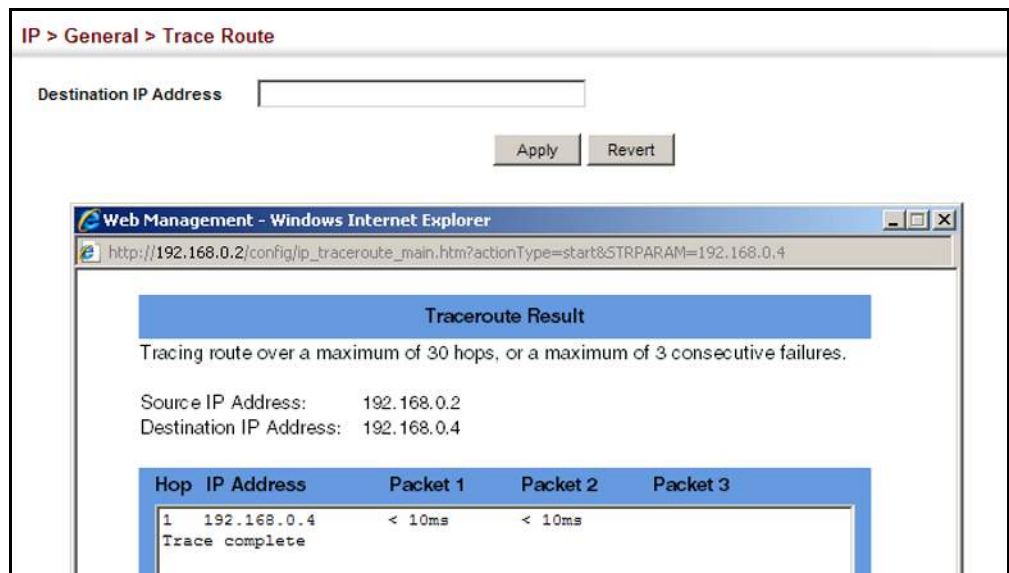 IP > General > Trace Route
Destination IP Address
Apply Revert
Web Management - Windows Internet Explorer
http://192.168.0.2/config/ip_traceroute_main.htm?actionType=start&STRPARAM=192.168.0.4
Traceroute Result
Tracing route over a maximum of 30 hops, or a maximum of 3 consecutive failures.
Source IP Address: 192.168.0.2
Destination IP Address: 192.168.0.4
Hop IP Address Packet 1 Packet 2 Packet 3
1 192.168.0.4 < 10ms < 10ms
Trace complete